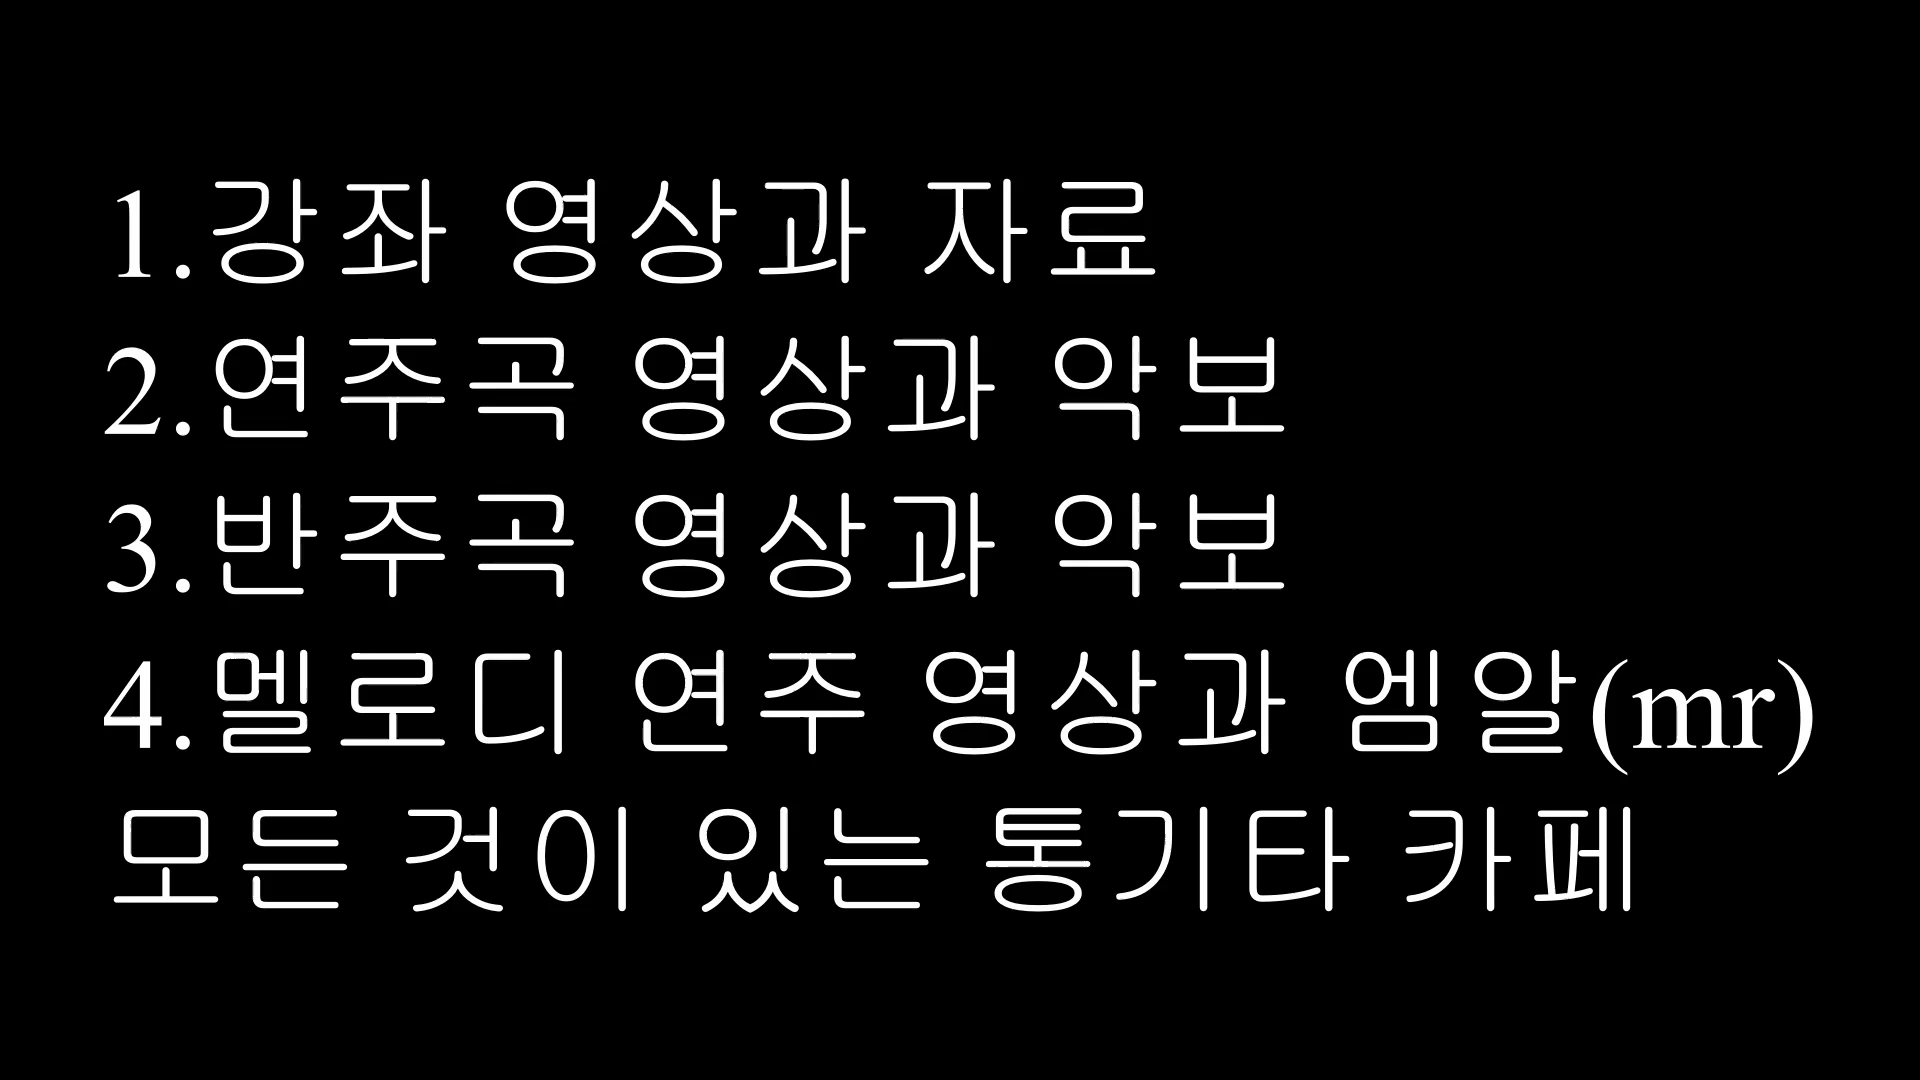 1.강좌 영상과 자료
2.연주곡 영상과 악보
3.반주곡 영상과 악보
4.멜로디 연주 영상과 엠알(mr)
모든 것이 있는 통기타 카페